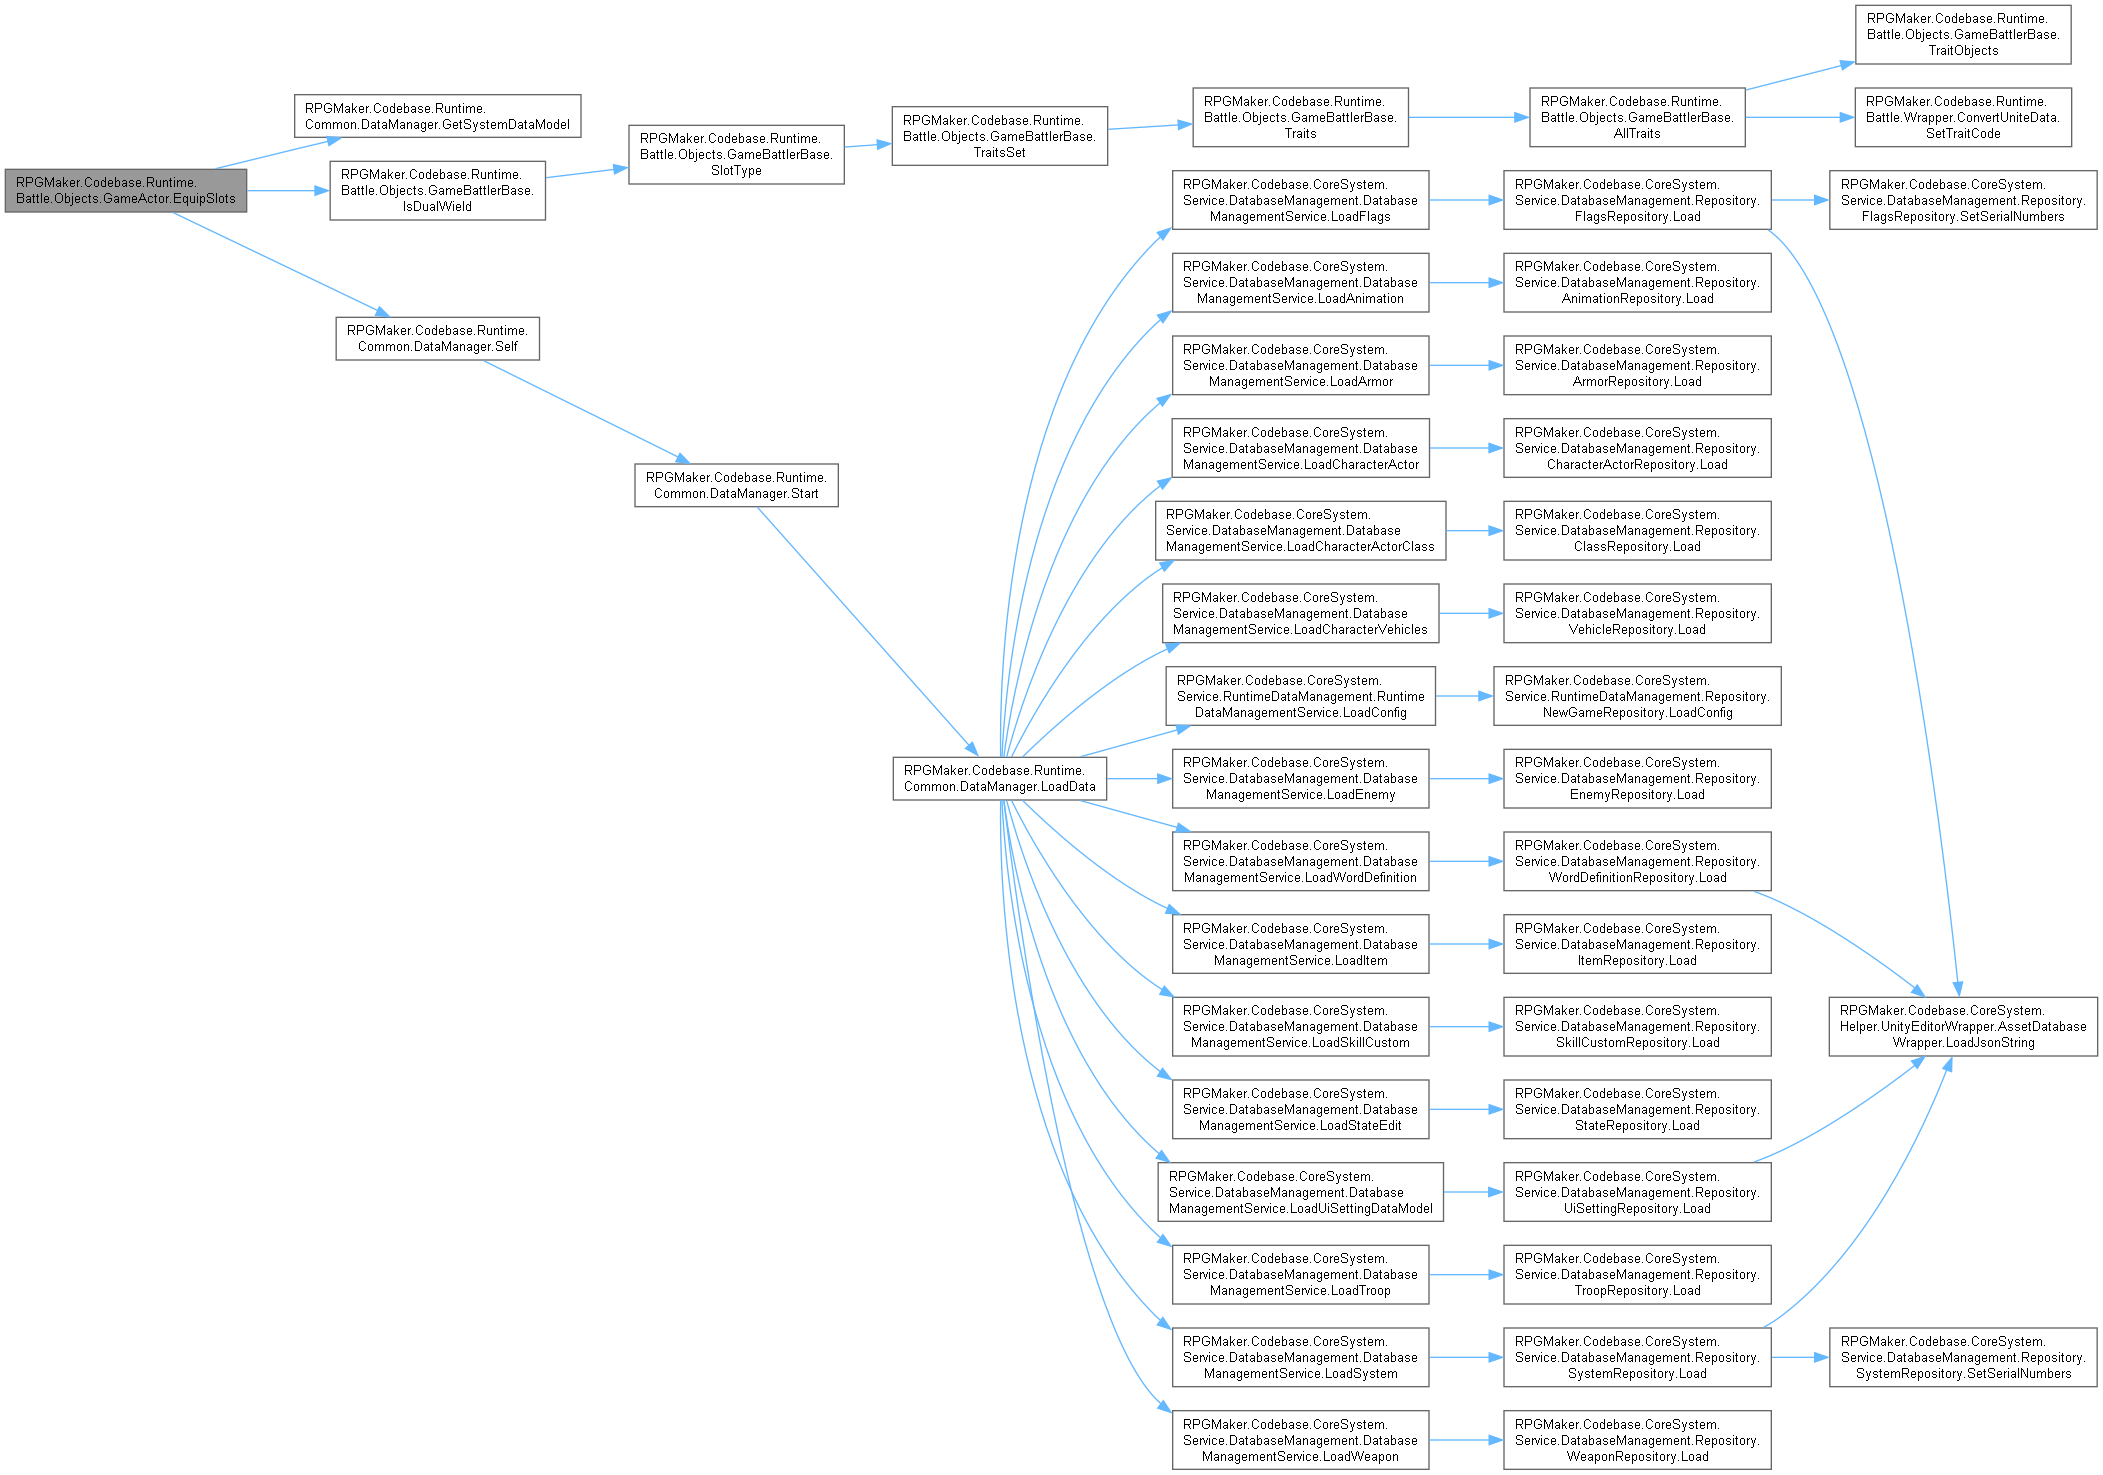 RPGMaker.Codebase.Runtime.
Battle.Objects.GameActor.EquipSlots
RPGMaker.Codebase.Runtime.
Common.DataManager.GetSystemDataModel
RPGMaker.Codebase.Runtime.
Battle.Objects.GameBattlerBase.
IsDualWield
RPGMaker.Codebase.Runtime.
Common.DataManager.Self
RPGMaker.Codebase.Runtime.
Battle.Objects.GameBattlerBase.
SlotType
RPGMaker.Codebase.Runtime.
Common.DataManager.Start
RPGMaker.Codebase.Runtime.
Battle.Objects.GameBattlerBase.
TraitsSet
RPGMaker.Codebase.Runtime.
Common.DataManager.LoadData
RPGMaker.Codebase.Runtime.
Battle.Objects.GameBattlerBase.
Traits
RPGMaker.Codebase.CoreSystem.
Service.DatabaseManagement.Database
ManagementService.LoadFlags
RPGMaker.Codebase.CoreSystem.
Service.DatabaseManagement.Database
ManagementService.LoadAnimation
RPGMaker.Codebase.CoreSystem.
Service.DatabaseManagement.Database
ManagementService.LoadArmor
RPGMaker.Codebase.CoreSystem.
Service.DatabaseManagement.Database
ManagementService.LoadCharacterActor
RPGMaker.Codebase.CoreSystem.
Service.DatabaseManagement.Database
ManagementService.LoadCharacterActorClass
RPGMaker.Codebase.CoreSystem.
Service.DatabaseManagement.Database
ManagementService.LoadCharacterVehicles
RPGMaker.Codebase.CoreSystem.
Service.RuntimeDataManagement.Runtime
DataManagementService.LoadConfig
RPGMaker.Codebase.CoreSystem.
Service.DatabaseManagement.Database
ManagementService.LoadEnemy
RPGMaker.Codebase.CoreSystem.
Service.DatabaseManagement.Database
ManagementService.LoadWordDefinition
RPGMaker.Codebase.CoreSystem.
Service.DatabaseManagement.Database
ManagementService.LoadItem
RPGMaker.Codebase.CoreSystem.
Service.DatabaseManagement.Database
ManagementService.LoadSkillCustom
RPGMaker.Codebase.CoreSystem.
Service.DatabaseManagement.Database
ManagementService.LoadStateEdit
RPGMaker.Codebase.CoreSystem.
Service.DatabaseManagement.Database
ManagementService.LoadUiSettingDataModel
RPGMaker.Codebase.CoreSystem.
Service.DatabaseManagement.Database
ManagementService.LoadTroop
RPGMaker.Codebase.CoreSystem.
Service.DatabaseManagement.Database
ManagementService.LoadSystem
RPGMaker.Codebase.CoreSystem.
Service.DatabaseManagement.Database
ManagementService.LoadWeapon
RPGMaker.Codebase.Runtime.
Battle.Objects.GameBattlerBase.
AllTraits
RPGMaker.Codebase.CoreSystem.
Service.DatabaseManagement.Repository.
FlagsRepository.Load
RPGMaker.Codebase.CoreSystem.
Service.DatabaseManagement.Repository.
AnimationRepository.Load
RPGMaker.Codebase.CoreSystem.
Service.DatabaseManagement.Repository.
ArmorRepository.Load
RPGMaker.Codebase.CoreSystem.
Service.DatabaseManagement.Repository.
CharacterActorRepository.Load
RPGMaker.Codebase.CoreSystem.
Service.DatabaseManagement.Repository.
ClassRepository.Load
RPGMaker.Codebase.CoreSystem.
Service.DatabaseManagement.Repository.
VehicleRepository.Load
RPGMaker.Codebase.CoreSystem.
Service.RuntimeDataManagement.Repository.
NewGameRepository.LoadConfig
RPGMaker.Codebase.CoreSystem.
Service.DatabaseManagement.Repository.
EnemyRepository.Load
RPGMaker.Codebase.CoreSystem.
Service.DatabaseManagement.Repository.
WordDefinitionRepository.Load
RPGMaker.Codebase.CoreSystem.
Service.DatabaseManagement.Repository.
ItemRepository.Load
RPGMaker.Codebase.CoreSystem.
Service.DatabaseManagement.Repository.
SkillCustomRepository.Load
RPGMaker.Codebase.CoreSystem.
Service.DatabaseManagement.Repository.
StateRepository.Load
RPGMaker.Codebase.CoreSystem.
Service.DatabaseManagement.Repository.
UiSettingRepository.Load
RPGMaker.Codebase.CoreSystem.
Service.DatabaseManagement.Repository.
TroopRepository.Load
RPGMaker.Codebase.CoreSystem.
Service.DatabaseManagement.Repository.
SystemRepository.Load
RPGMaker.Codebase.CoreSystem.
Service.DatabaseManagement.Repository.
WeaponRepository.Load
RPGMaker.Codebase.Runtime.
Battle.Objects.GameBattlerBase.
TraitObjects
RPGMaker.Codebase.Runtime.
Battle.Wrapper.ConvertUniteData.
SetTraitCode
RPGMaker.Codebase.CoreSystem.
Service.DatabaseManagement.Repository.
FlagsRepository.SetSerialNumbers
RPGMaker.Codebase.CoreSystem.
Helper.UnityEditorWrapper.AssetDatabase
Wrapper.LoadJsonString
RPGMaker.Codebase.CoreSystem.
Service.DatabaseManagement.Repository.
SystemRepository.SetSerialNumbers